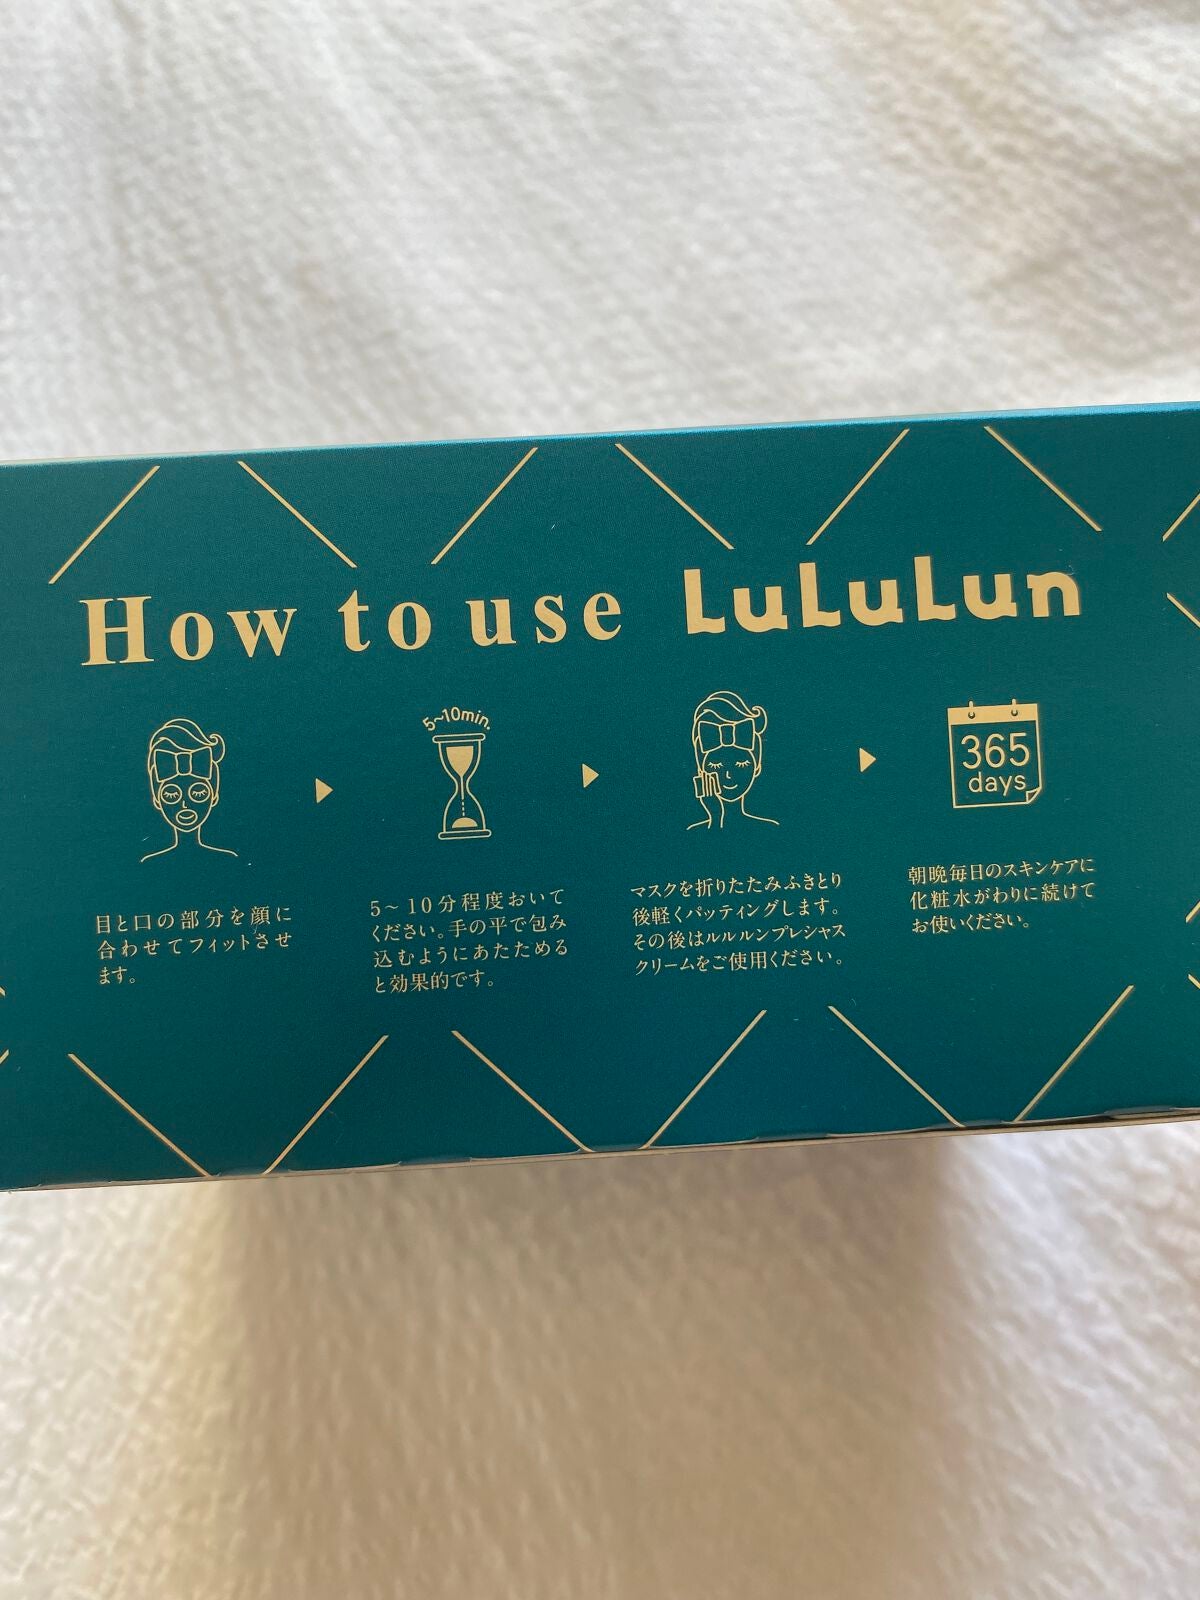 How to use LuLuLun
目と口の部分を顔に
合わせてフィットさせ
ます。
5~10min.
5～10分程度おいて
ください。手の平で包み
込むようにあたためる
と効果的です。
マスクを折りたたみふきとり
後軽くパッティングします。
その後はルルルンプレシャス
クリームをご使用ください。
365
days
朝晩毎日のスキンケアに
化粧水がわりに続けて
お使いください。